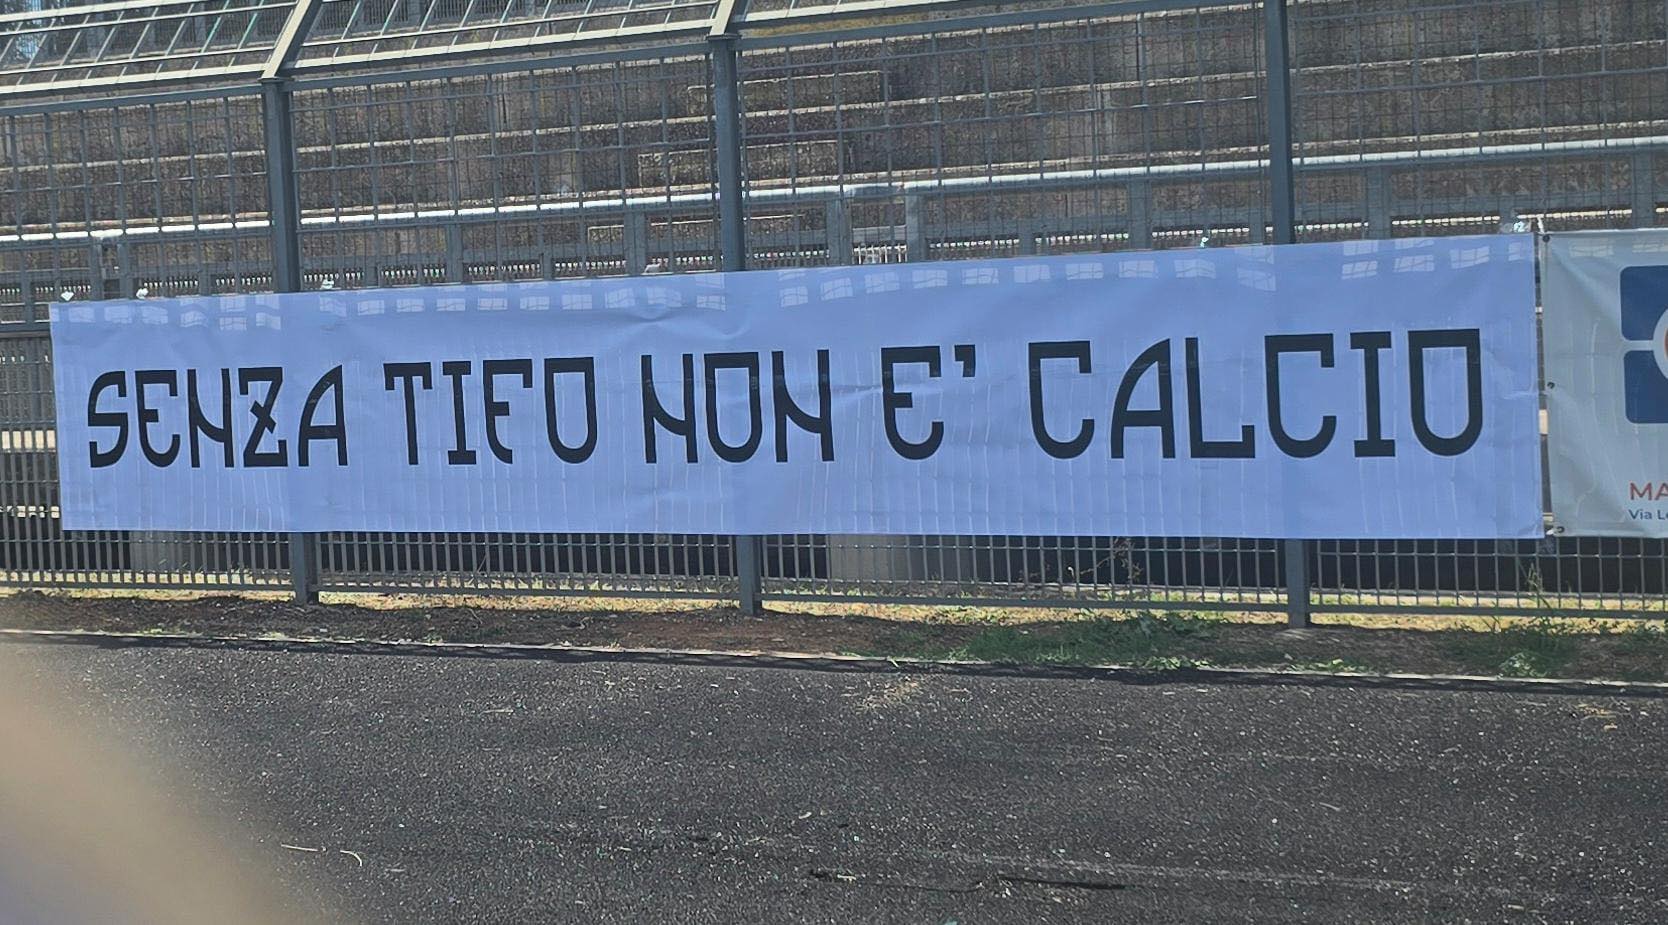 SENZA TIFO NON E' CALCIO